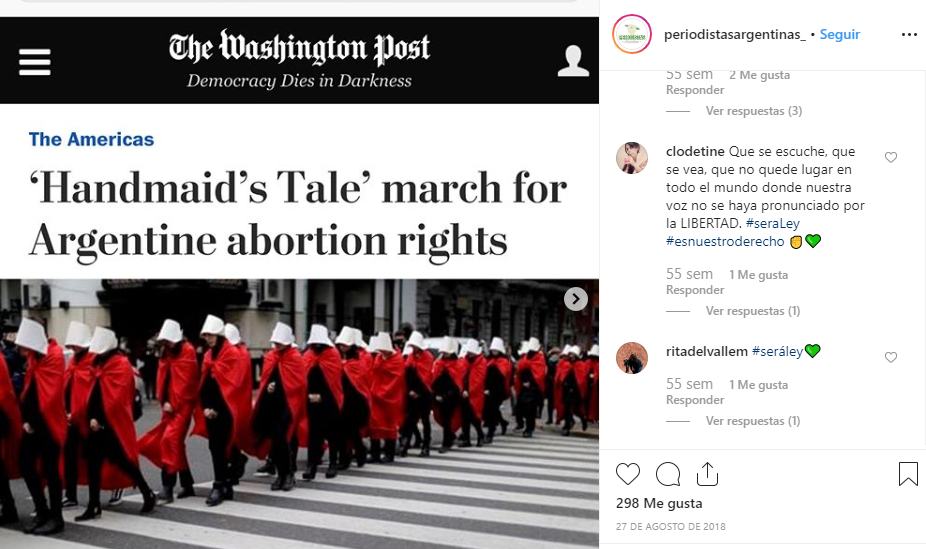 The Washington Post
Democracy Dies in Darkness
The Americas
‘Handmaid’s Tale’ march for
Argentine abortion rights
periodistasargentinas_ • Seguir
55 sem 2 Me gusta
Responder
Ver respuestas (3)
clodetine Que se escuche, que
se vea, que no quede lugar en
todo el mundo donde nuestra
voz no se haya pronunciado por
la LIBERTAD. #seraLey
#esnuestroderecho ✊💚
55 sem 1 Me gusta
Responder
Ver respuestas (1)
ritadelvallem #seráley💚
55 sem 1 Me gusta
Responder
Ver respuestas (1)
298 Me gusta
27 DE AGOSTO DE 2018